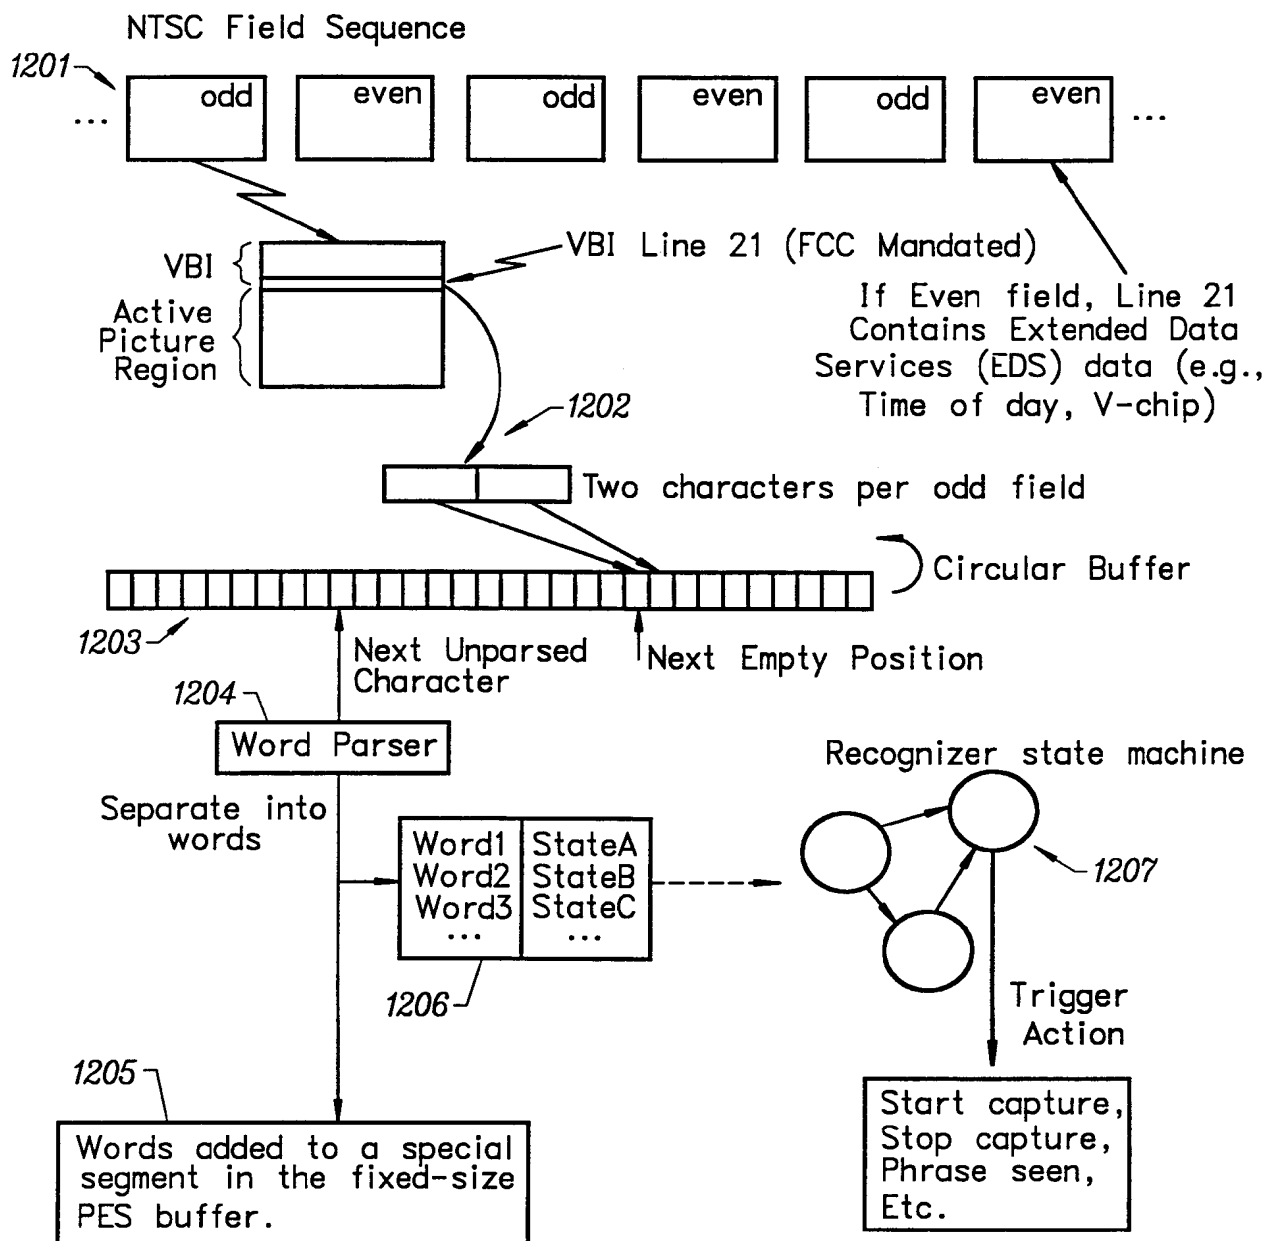 NTSC Field Sequence
1201
... odd even odd even odd even ...
VBI Line 21 (FCC Mandated)
VBI
Active
Picture
Region
If Even field, Line 21
Contains Extended Data
Services (EDS) data (e.g.,
Time of day, V-chip)
1202
Two characters per odd field
Circular Buffer
1203
Next Unparsed
Character
Next Empty Position
1204
Word Parser
Separate into
words
Recognizer state machine
Word1 StateA
Word2 StateB
Word3 StateC
... ...
1206
1207
Trigger
Action
1205
Words added to a special
segment in the fixed-size
PES buffer.
Start capture,
Stop capture,
Phrase seen,
Etc.